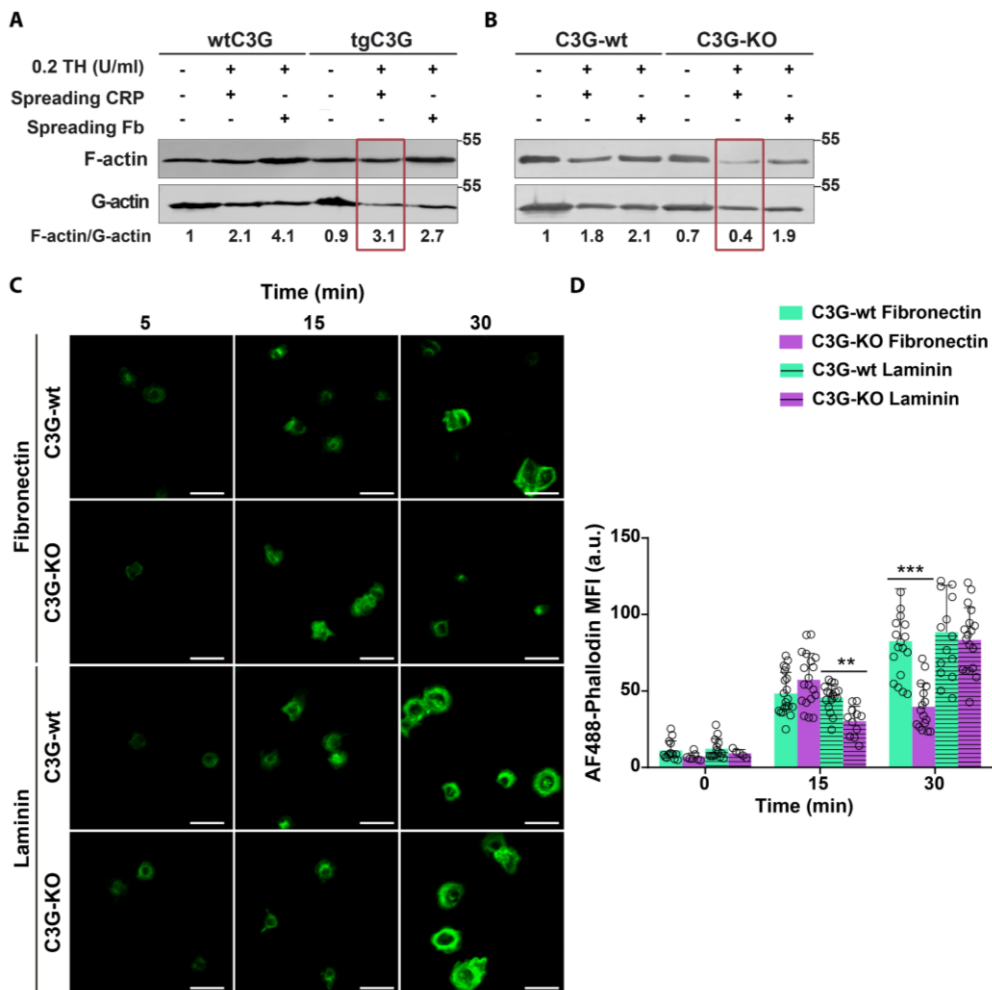 A
wtC3G tgC3G
0.2 TH (U/ml) - + + - + +
Spreading CRP - + - - + -
Spreading Fb - - + - - +
F-actin 55
G-actin 55
F-actin/G-actin 1 2.1 4.1 0.9 3.1 2.7
B
C3G-wt C3G-KO
- + + - + +
- + - - + -
- - + - - +
55
55
1 1.8 2.1 0.7 0.4 1.9
C
Time (min)
5 15 30
Fibronectin
C3G-wt
C3G-KO
Laminin
C3G-wt
C3G-KO
D
C3G-wt Fibronectin
C3G-KO Fibronectin
C3G-wt Laminin
C3G-KO Laminin
AF488-Phallodin MFI (a.u.)
150
100
50
0
** ***
0 15 30
Time (min)